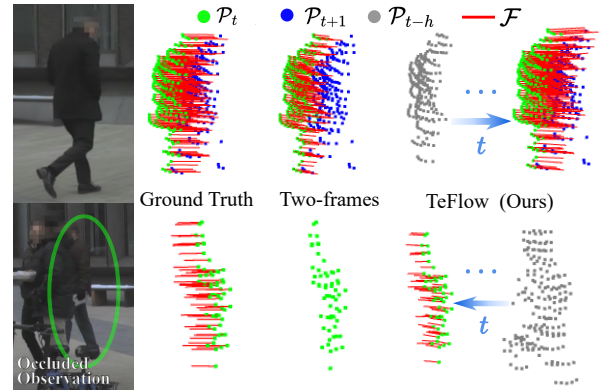 𝒫ₜ 𝒫ₜ₊₁ 𝒫ₜ₋ₕ ℱ
... t
Ground Truth Two-frames TeFlow (Ours)
... t
Occluded
Observation